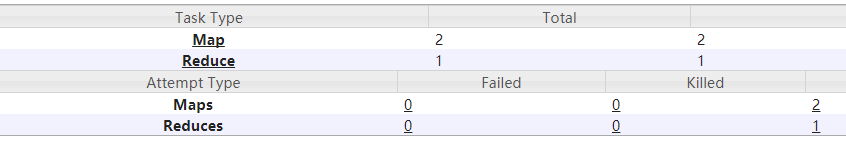 Task Type Total
Map 2 2
Reduce 1 1
Attempt Type Failed Killed
Maps 0 0 2
Reduces 0 0 1